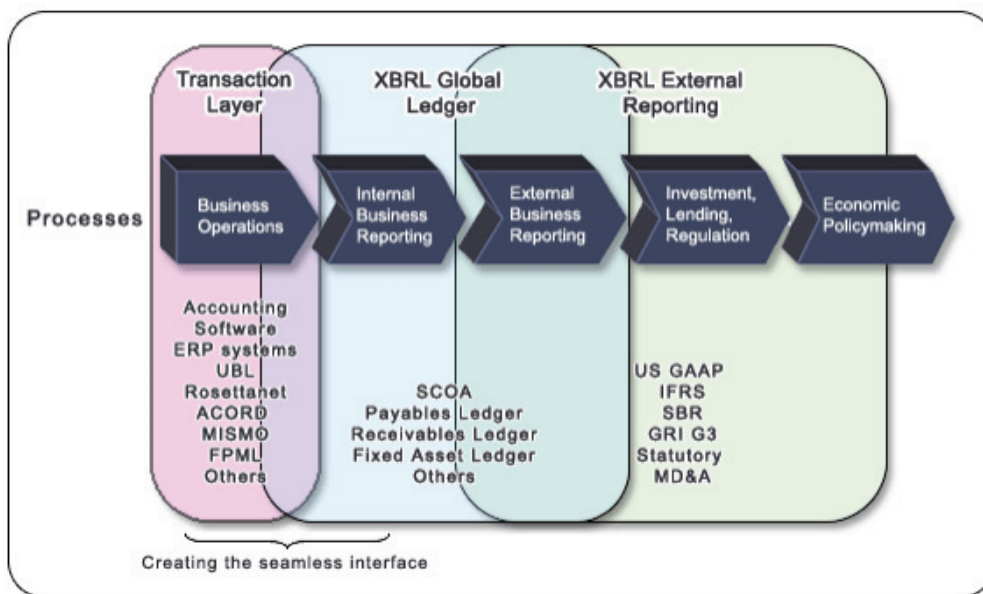 Transaction
Layer
XBRL Global
Ledger
XBRL External
Reporting
Processes
Business
Operations
Internal
Business
Reporting
External
Business
Reporting
Investment,
Lending,
Regulation
Economic
Policymaking
Accounting
Software
ERP systems
UBL
Rosettanet
ACORD
MISMO
FPML
Others
SCOA
Payables Ledger
Receivables Ledger
Fixed Asset Ledger
Others
US GAAP
IFRS
SBR
GRI G3
Statutory
MD&A
Creating the seamless interface